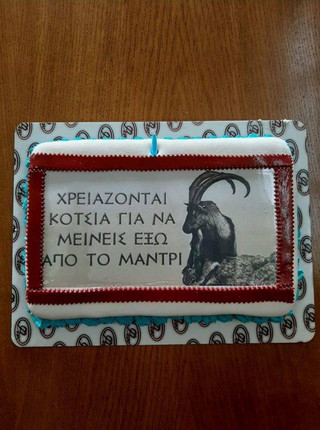 ΧΡΕΙΑΖΟΝΤΑΙ
ΚΟΤΣΙΑ ΓΙΑ ΝΑ
ΜΕΙΝΕΙΣ ΕΞΩ
ΑΠΟ ΤΟ ΜΑΝΤΡΙ